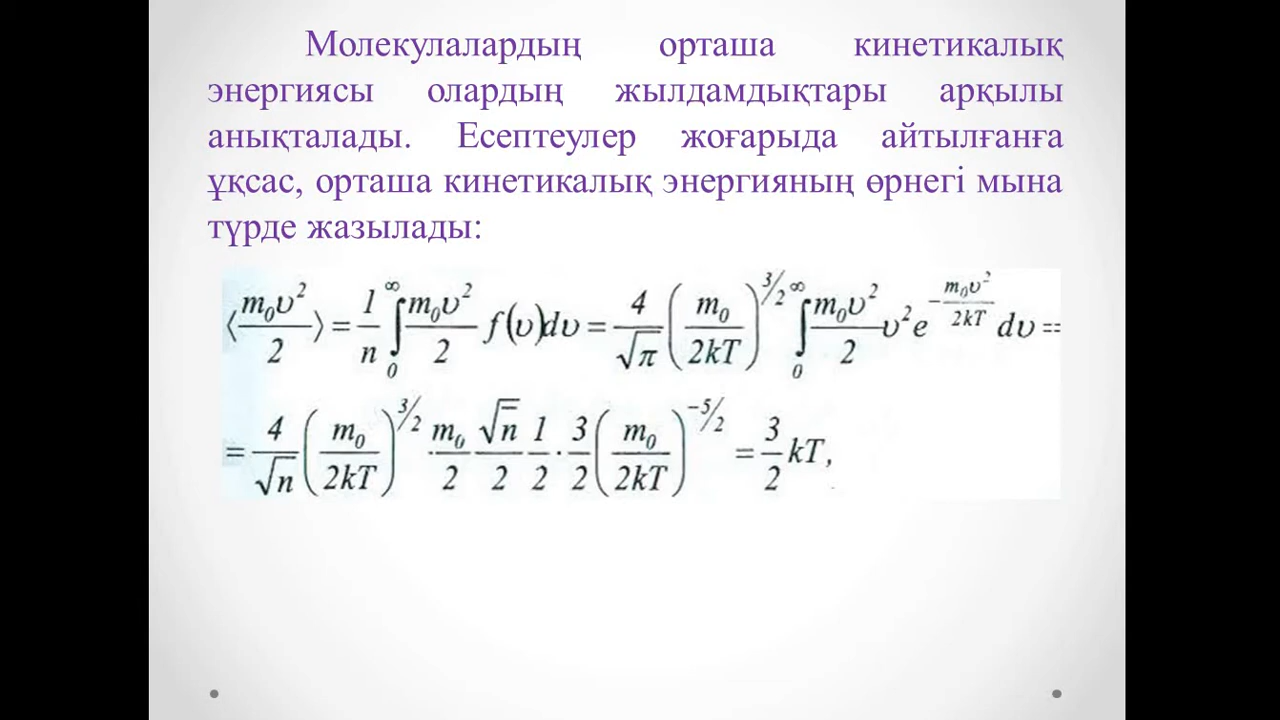 Молекулалардың орташа кинетикалық
энергиясы олардың жылдамдықтары арқылы
анықталады. Есептеулер жоғарыда айтылғанға
ұқсас, орташа кинетикалық энергияның өрнегі мына
түрде жазылады:
⟨m₀υ²/2⟩ = 1/n ∫₀^∞ m₀υ²/2 f(υ)dυ = 4/√π (m₀/2kT)^(3/2) ∫₀^∞ m₀υ²/2 υ² e^(−m₀υ²/2kT) dυ =
= 4/√n (m₀/2kT)^(3/2) · m₀/2 √n/2 1/2 · 3/2 (m₀/2kT)^(−5/2) = 3/2 kT,